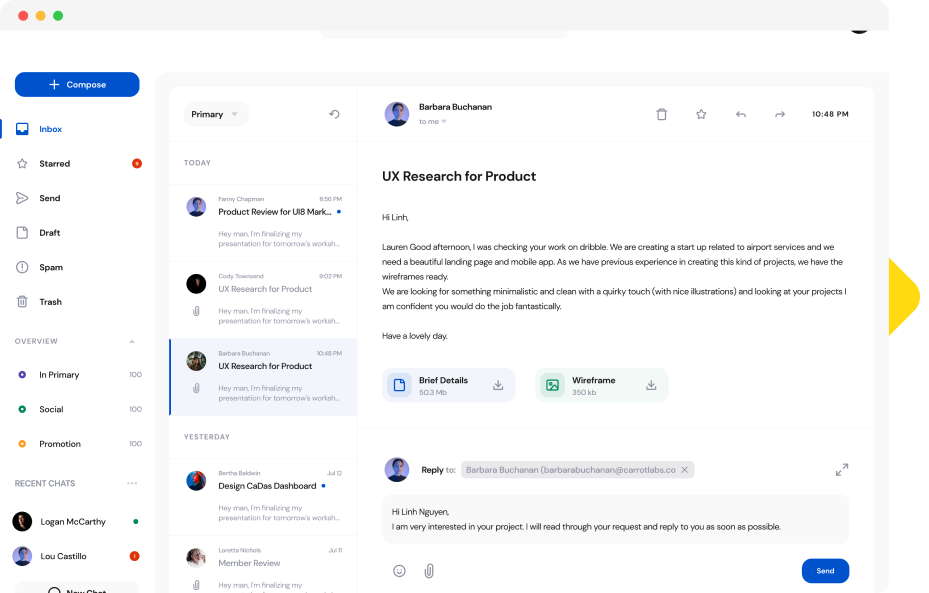 Compose
Inbox
Starred
9
Send
Draft
Spam
Trash
OVERVIEW
In Primary 100
Social 100
Promotion 100
RECENT CHATS
Logan McCarthy
Lou Castillo
New Chat
Primary
TODAY
Fanny Chapman 8:56 PM
Product Review for UI8 Mark...
Hey man, I'm finalizing my
presentation for tomorrow's worksh...
Cody Townsend 9:02 PM
UX Research for Product
Hey man, I'm finalizing my
presentation for tomorrow's worksh...
Barbara Buchanan 10:48 PM
UX Research for Product
Hey man, I'm finalizing my
presentation for tomorrow's worksh...
YESTERDAY
Bertha Baldwin Jul 12
Design CaDas Dashboard
Hey man, I'm finalizing my
presentation for tomorrow's worksh...
Loretta Nichols Jul 11
Member Review
Hey man, I'm finalizing my
Barbara Buchanan
to me
10:48 PM
UX Research for Product
Hi Linh,
Lauren Good afternoon, I was checking your work on dribble. We are creating a start up related to airport services and we
need a beautiful landing page and mobile app. As we have previous experience in creating this kind of projects, we have the
wireframes ready.
We are looking for something minimalistic and clean with a quirky touch (with nice illustrations) and looking at your projects I
am confident you would do the job fantastically.
Have a lovely day.
Brief Details
50.3 Mb
Wireframe
350 kb
Reply to: Barbara Buchanan (barbarabuchanan@carrotlabs.co
Hi Linh Nguyen,
I am very interested in your project. I will read through your request and reply to you as soon as possible.
Send